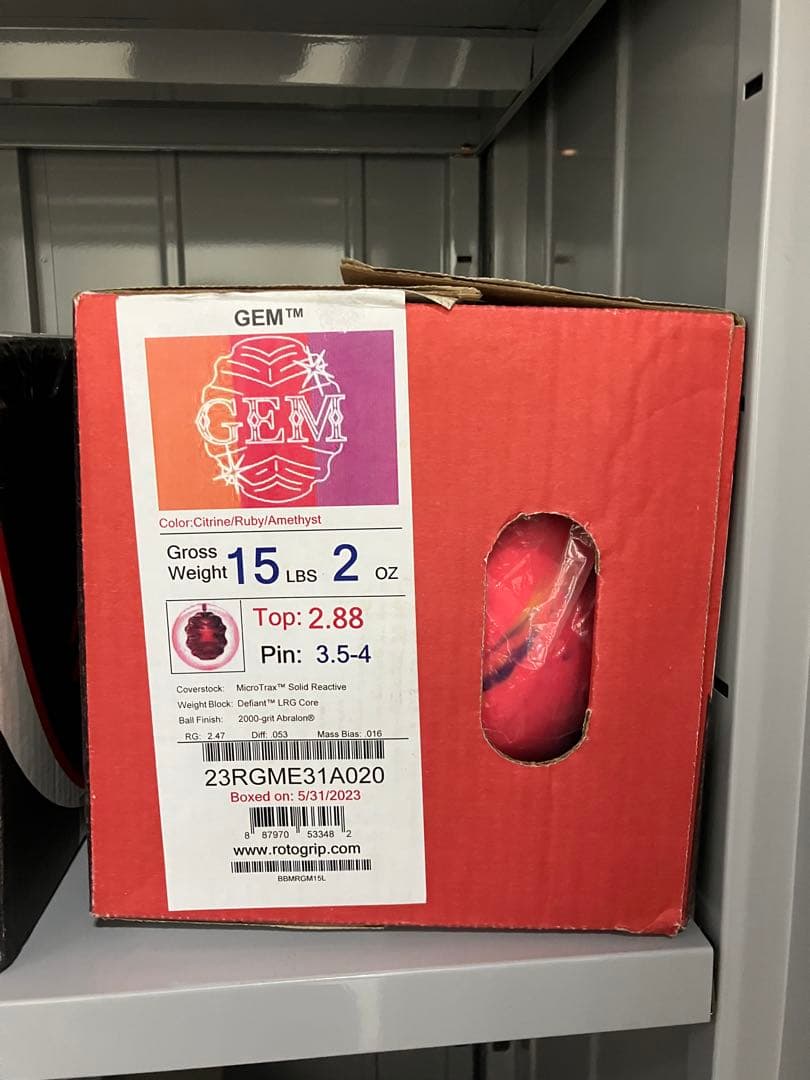 GEM™
GEM
Color:Citrine/Ruby/Amethyst
Gross Weight 15 LBS 2 OZ
Top: 2.88
Pin: 3.5-4
Coverstock: MicroTrax™ Solid Reactive
Weight Block: Defiant™ LRG Core
Ball Finish: 2000-grit Abralon®
RG: 2.47 Diff: .053 Mass Bias: .016
23RGME31A020
Boxed on: 5/31/2023
8 87970 53348 2
www.rotogrip.com
BBMRGM15L